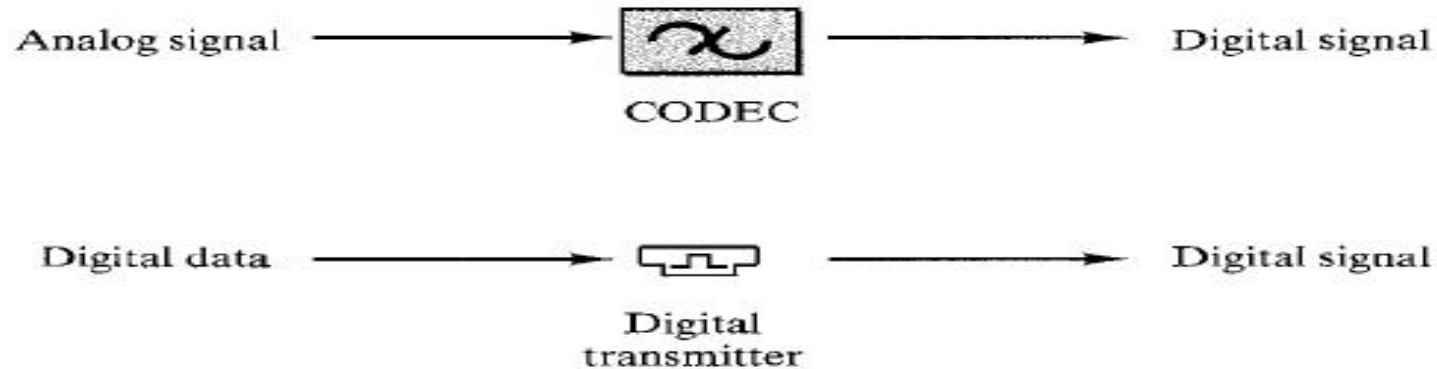 Analog signal
Digital signal
CODEC
Digital data
Digital signal
Digital
transmitter